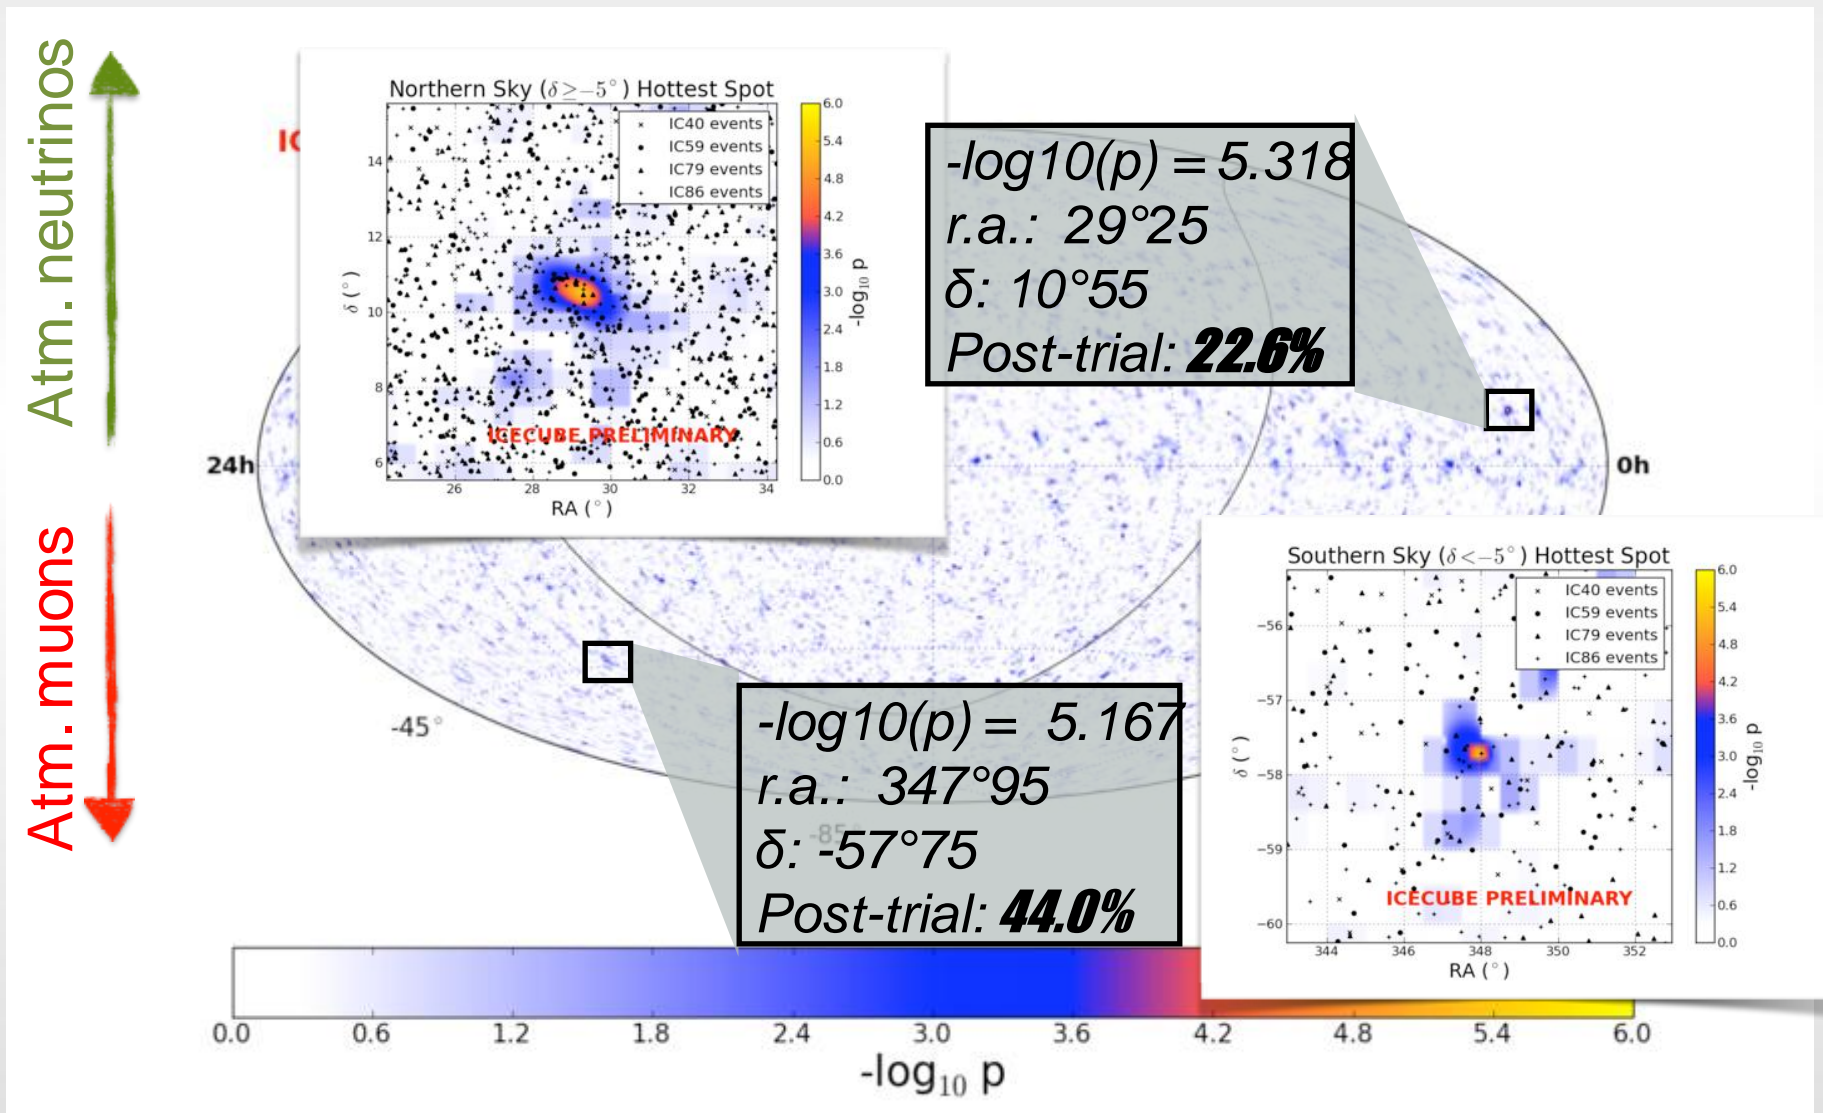 Atm. neutrinos
Atm. muons
IC
Northern Sky (δ≥−5°) Hottest Spot
IC40 events
IC59 events
IC79 events
IC86 events
ICECUBE PRELIMINARY
14
12
10
8
6
δ (°)
26
28
30
32
34
RA (°)
6.0
5.4
4.8
4.2
3.6
3.0
2.4
1.8
1.2
0.6
0.0
-log₁₀ p
-log10(p) = 5.318
r.a.: 29°25
δ: 10°55
Post-trial: 22.6%
24h
0h
-45°
-85°
-log10(p) = 5.167
r.a.: 347°95
δ: -57°75
Post-trial: 44.0%
Southern Sky (δ<−5°) Hottest Spot
IC40 events
IC59 events
IC79 events
IC86 events
ICECUBE PRELIMINARY
−56
−57
−58
−59
−60
δ (°)
344
346
348
350
352
RA (°)
6.0
5.4
4.8
4.2
3.6
3.0
2.4
1.8
1.2
0.6
0.0
-log₁₀ p
0.0
0.6
1.2
1.8
2.4
3.0
3.6
4.2
4.8
5.4
6.0
-log₁₀ p